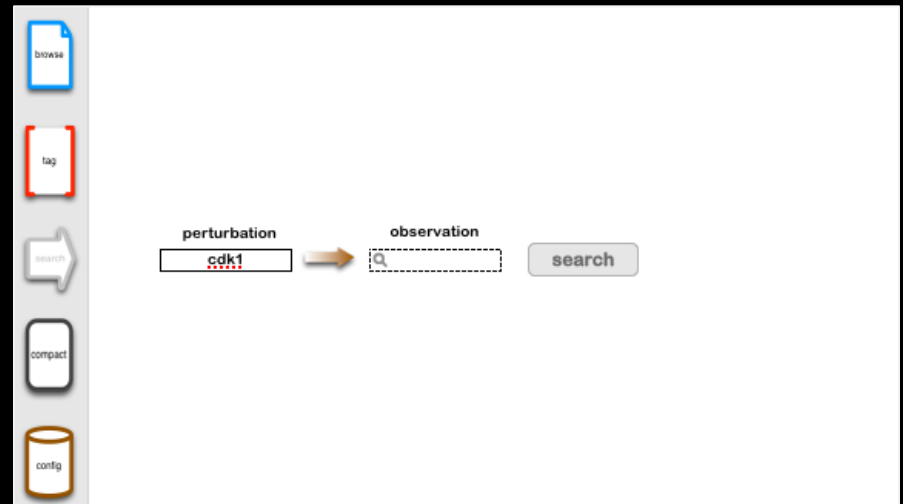 browse
tag
search
compact
config
perturbation
observation
cdk1
search